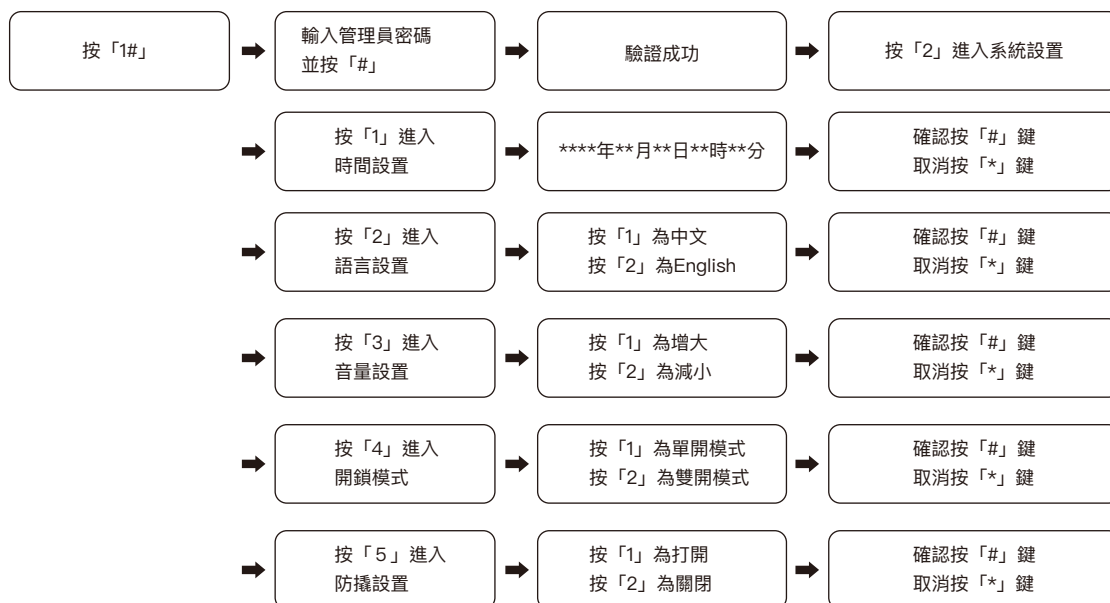 按「1#」
輸入管理員密碼
並按「#」
驗證成功
按「2」進入系統設置
按「1」進入
時間設置
****年**月**日**時**分
確認按「#」鍵
取消按「*」鍵
按「2」進入
語言設置
按「1」為中文
按「2」為English
確認按「#」鍵
取消按「*」鍵
按「3」進入
音量設置
按「1」為增大
按「2」為減小
確認按「#」鍵
取消按「*」鍵
按「4」進入
開鎖模式
按「1」為單開模式
按「2」為雙開模式
確認按「#」鍵
取消按「*」鍵
按「5」進入
防撬設置
按「1」為打開
按「2」為關閉
確認按「#」鍵
取消按「*」鍵